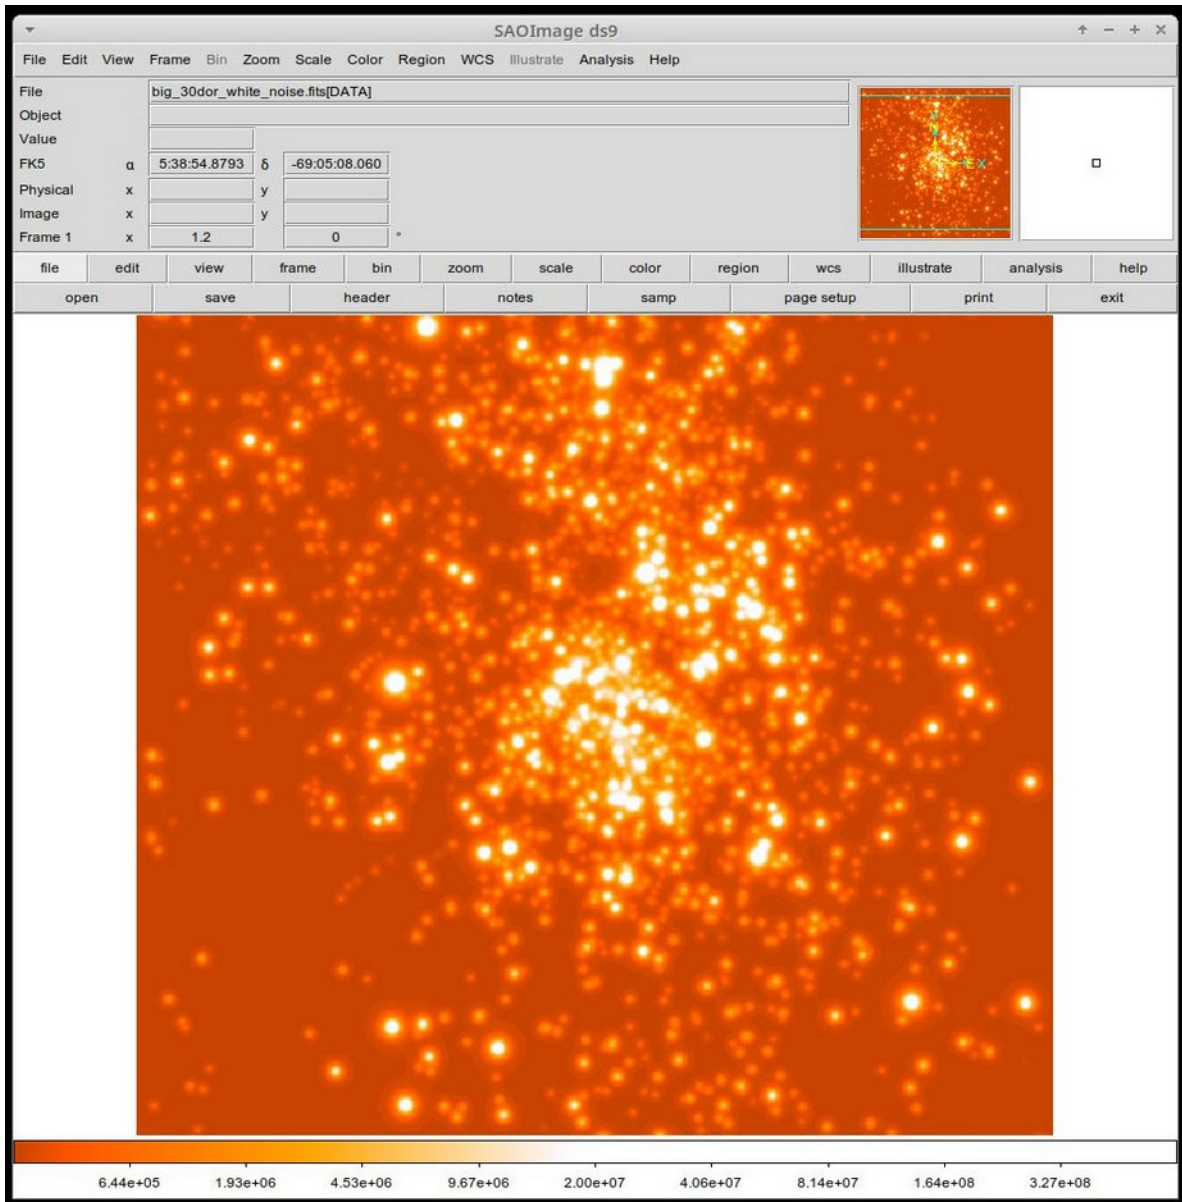 SAOImage ds9
File Edit View Frame Bin Zoom Scale Color Region WCS Illustrate Analysis Help
File big_30dor_white_noise.fits[DATA]
Object
Value
FK5 α 5:38:54.8793 δ -69:05:08.060
Physical x y
Image x y
Frame 1 x 1.2 0 °
N
E X
file edit view frame bin zoom scale color region wcs illustrate analysis help
open save header notes samp page setup print exit
6.44e+05 1.93e+06 4.53e+06 9.67e+06 2.00e+07 4.06e+07 8.14e+07 1.64e+08 3.27e+08